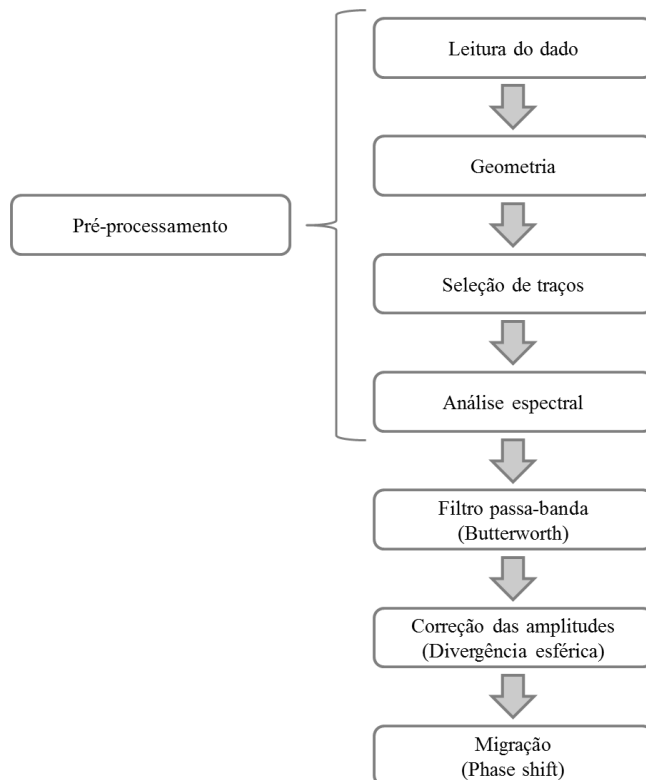 Leitura do dado
Geometria
Pré-processamento
Seleção de traços
Análise espectral
Filtro passa-banda
(Butterworth)
Correção das amplitudes
(Divergência esférica)
Migração
(Phase shift)